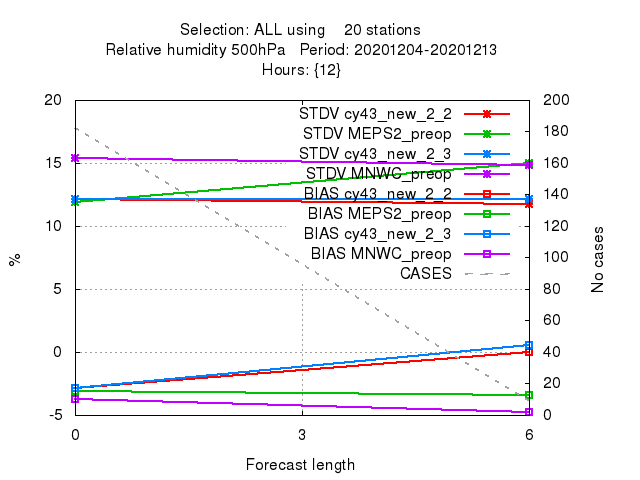 Selection: ALL using    20 stations
Relative humidity 500hPa   Period: 20201204-20201213
Hours: {12}
20
15
10
5
0
-5
%
STDV cy43_new_2_2
STDV MEPS2_preop
STDV cy43_new_2_3
STDV MNWC_preop
BIAS cy43_new_2_2
BIAS MEPS2_preop
BIAS cy43_new_2_3
BIAS MNWC_preop
CASES
200
180
160
140
120
100
80
60
40
20
0
No cases
0 3 6
Forecast length